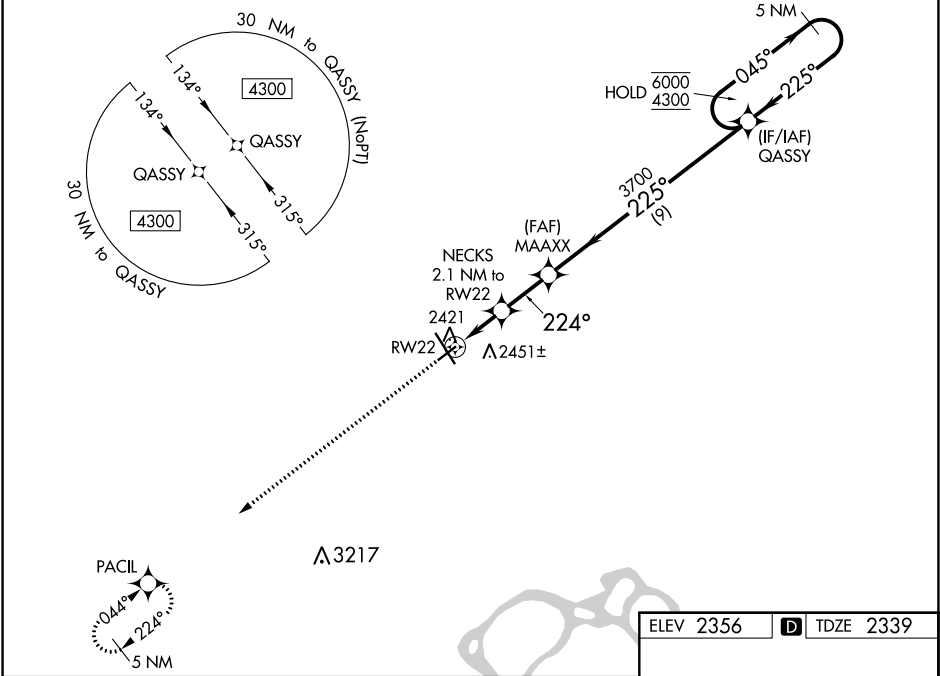 30 NM to QASSY (NoPT)
134°
4300
QASSY
315°
134°
QASSY
4300
315°
30 NM to QASSY
5 NM
045°
225°
HOLD 6000
4300
(IF/IAF)
QASSY
3700
225°
(9)
(FAF)
MAAXX
NECKS
2.1 NM to
RW22
224°
2421
RW22
2451±
3217
PACIL
044°
224°
5 NM
ELEV 2356 D TDZE 2339